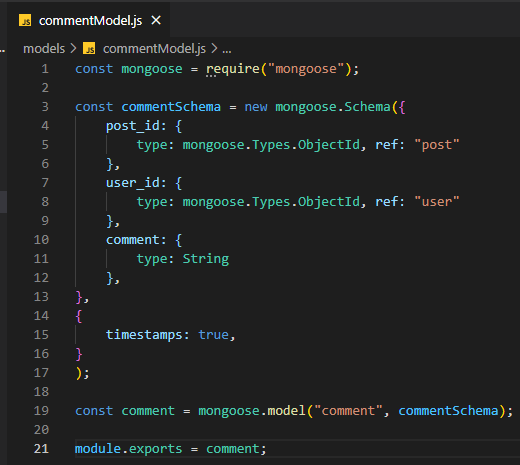 JS commentModel.js ×
models > JS commentModel.js > ...
1 const mongoose = require("mongoose");
2
3 const commentSchema = new mongoose.Schema({
4     post_id: {
5         type: mongoose.Types.ObjectId, ref: "post"
6     },
7     user_id: {
8         type: mongoose.Types.ObjectId, ref: "user"
9     },
10     comment: {
11         type: String
12     },
13 },
14 {
15     timestamps: true,
16 }
17 );
18
19 const comment = mongoose.model("comment", commentSchema);
20
21 module.exports = comment;